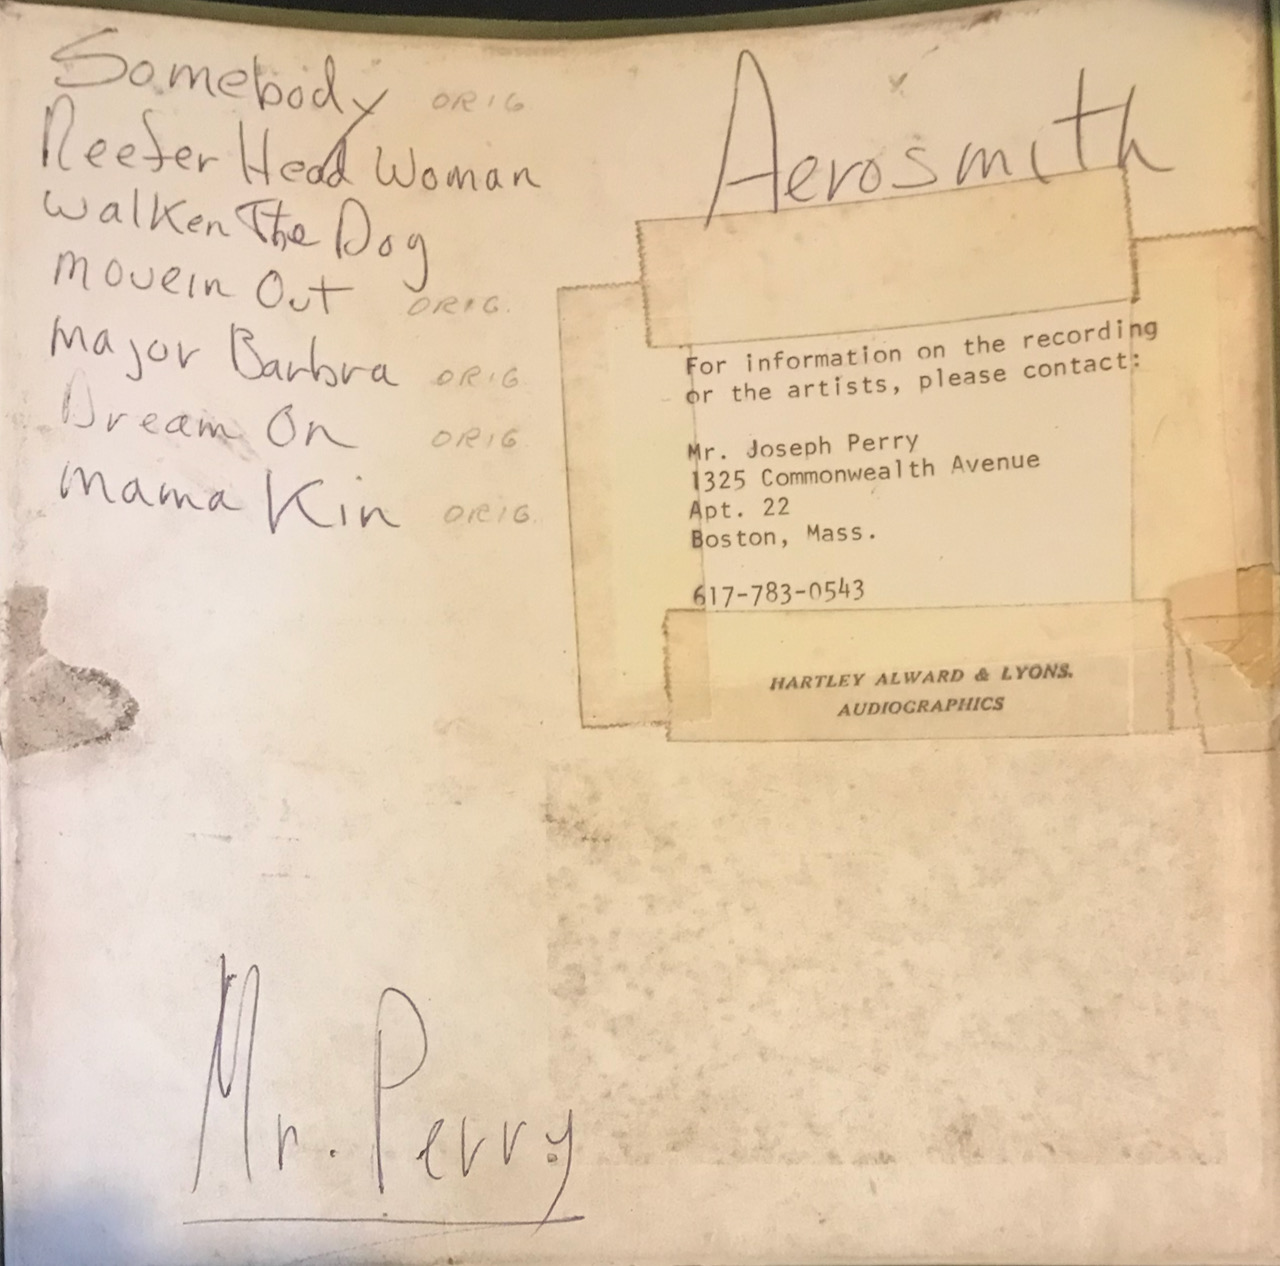 Somebody ORIG
Reefer Head Woman
Walken The Dog
Movein Out ORIG.
Major Barbra ORIG
Dream On ORIG
Mama Kin ORIG.
Aerosmith
For information on the recording
or the artists, please contact:
Mr. Joseph Perry
1325 Commonwealth Avenue
Apt. 22
Boston, Mass.
617-783-0543
HARTLEY ALWARD & LYONS.
AUDIOGRAPHICS
Mr. Perry